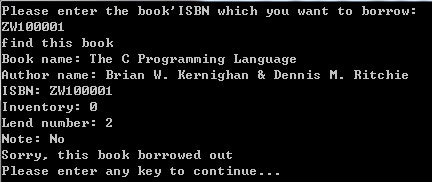 Please enter the book'ISBN which you want to borrow:
ZW100001
find this book
Book name: The C Programming Language
Author name: Brian W. Kernighan & Dennis M. Ritchie
ISBN: ZW100001
Inventory: 0
Lend number: 2
Note: No
Sorry, this book borrowed out
Please enter any key to continue...